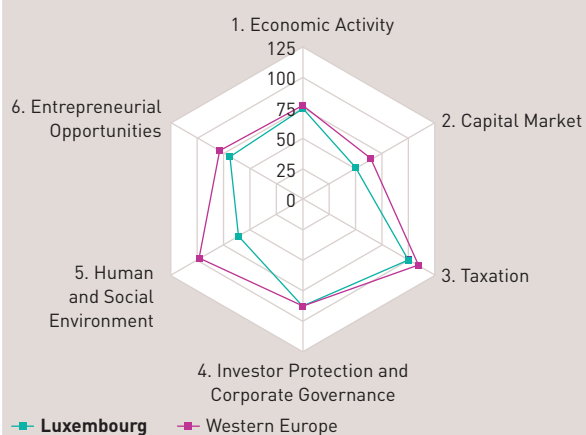 1. Economic Activity
125
100
75
50
25
0
2. Capital Market
3. Taxation
4. Investor Protection and
Corporate Governance
5. Human
and Social
Environment
6. Entrepreneurial
Opportunities
Luxembourg
Western Europe